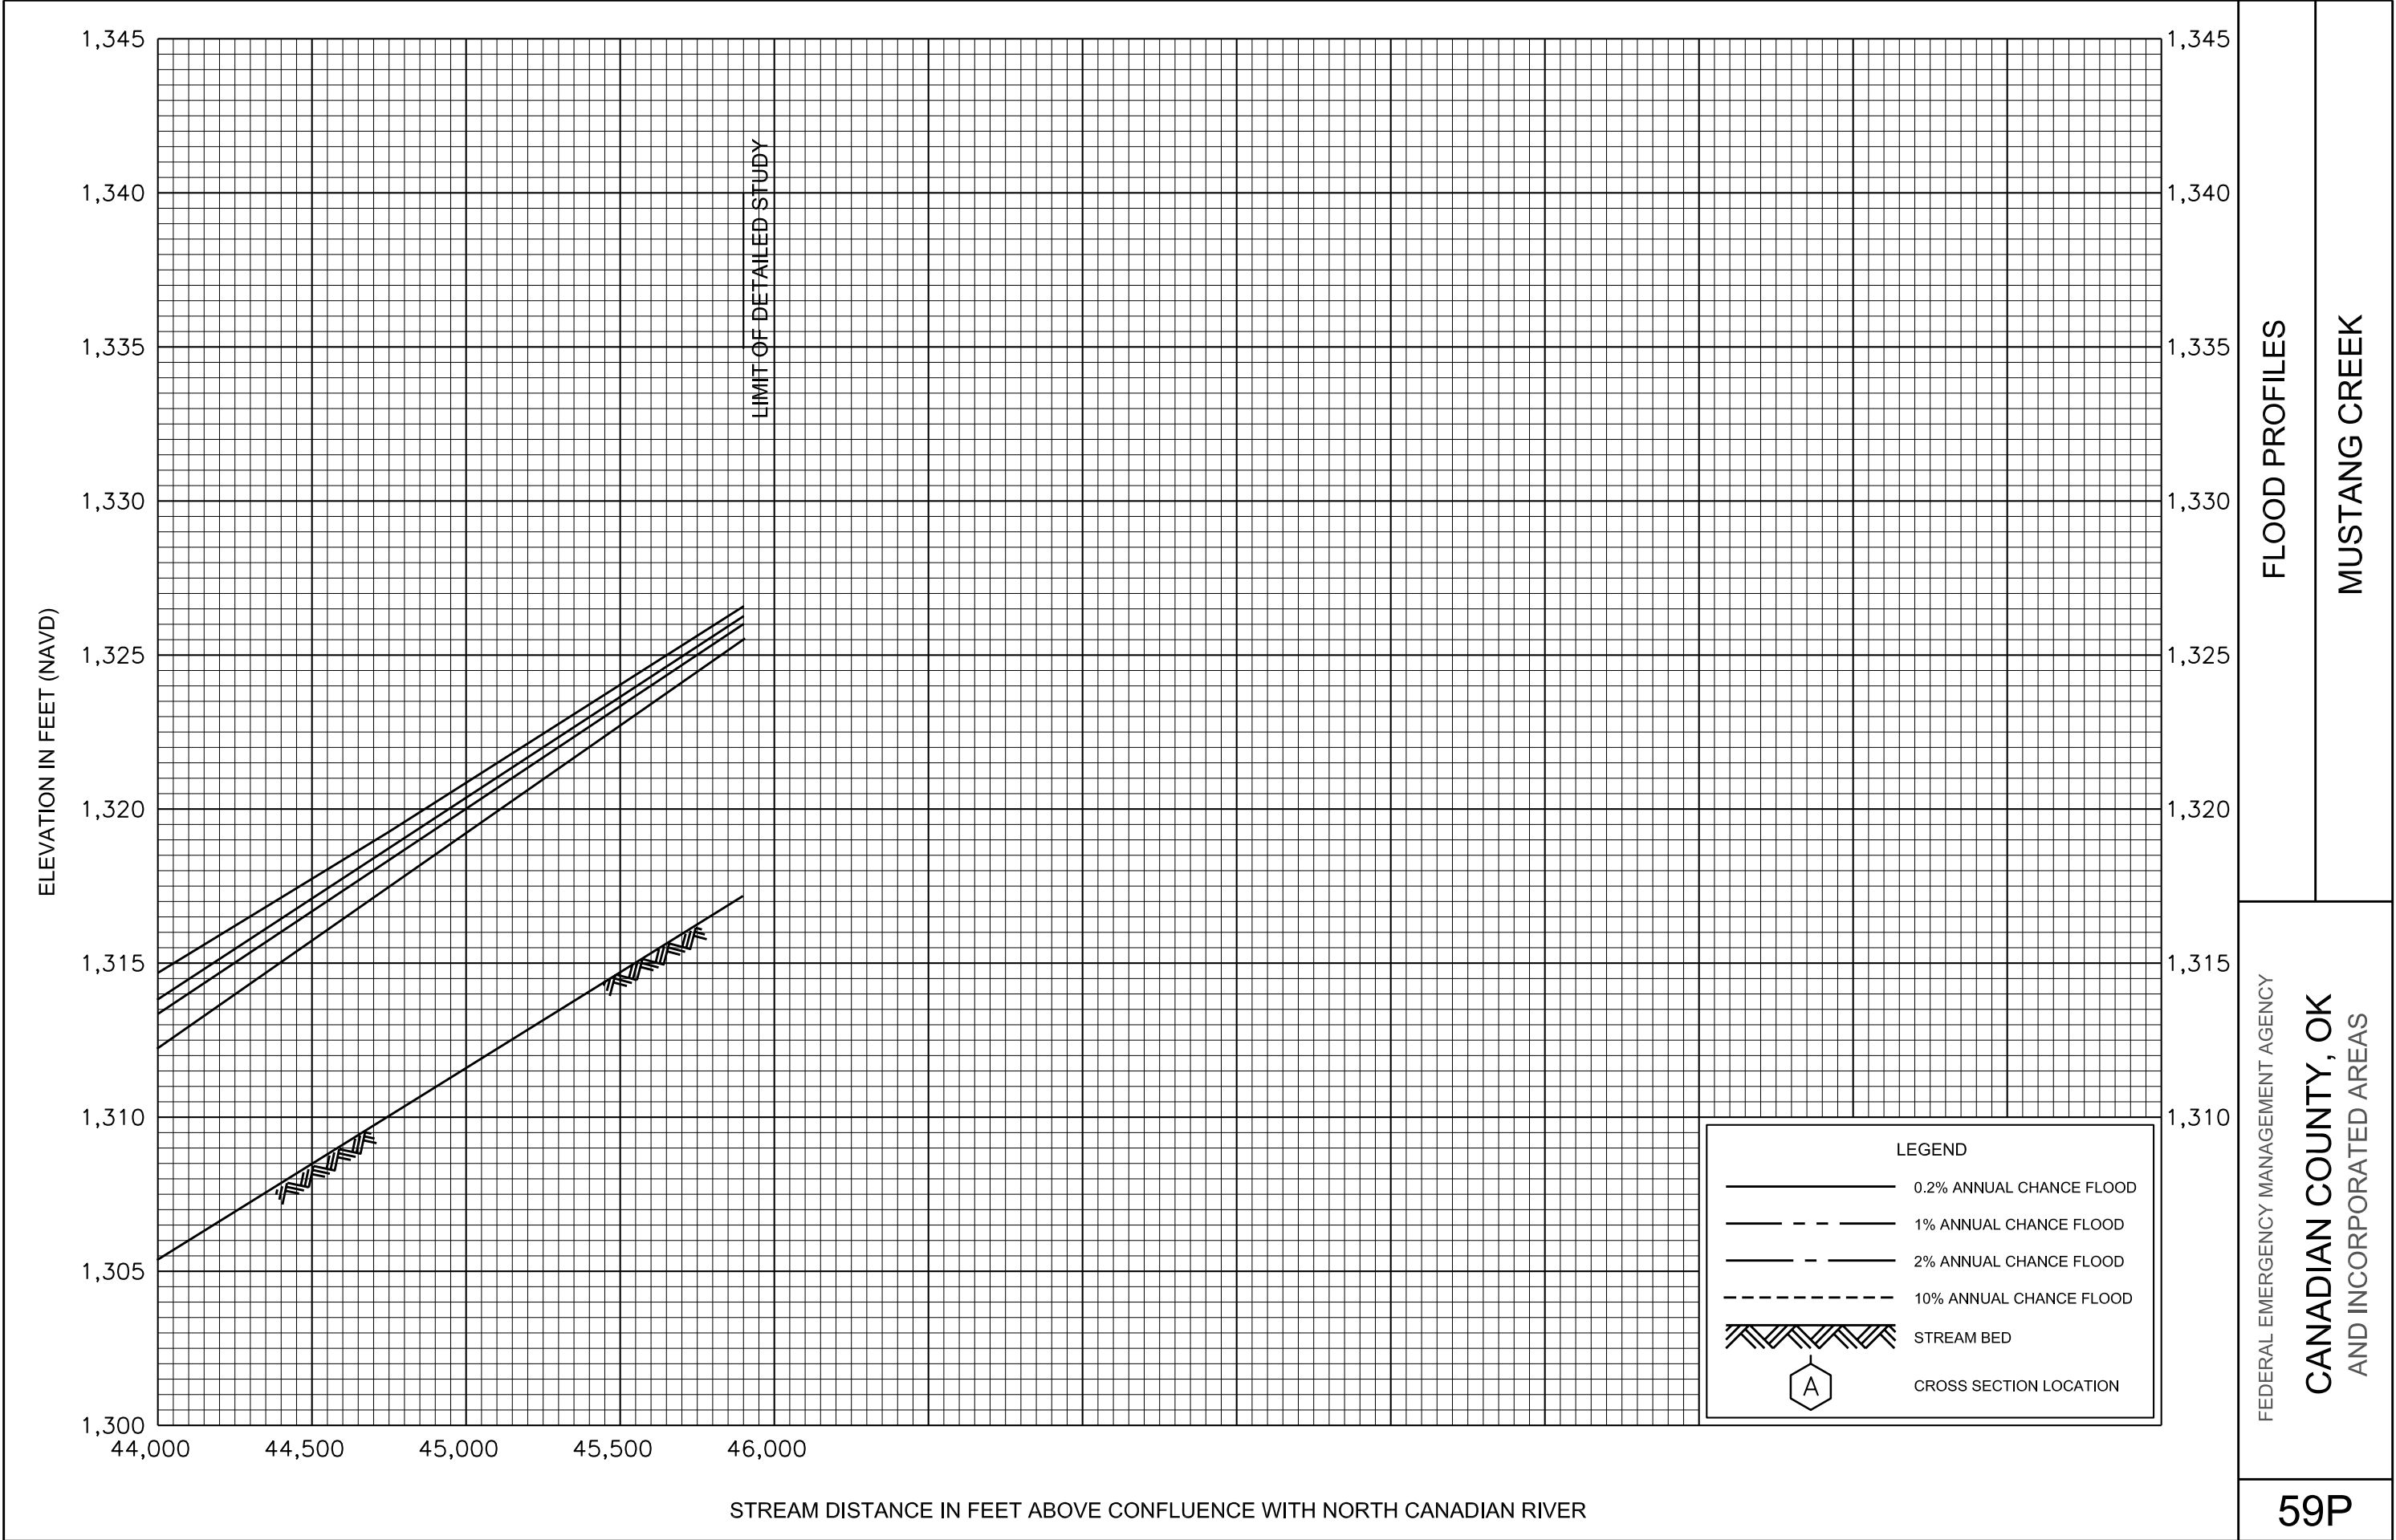 1,345
1,340
1,335
1,330
1,325
1,320
1,315
1,310
1,305
1,300
ELEVATION IN FEET (NAVD)
LIMIT OF DETAILED STUDY
1,345
1,340
1,335
1,330
1,325
1,320
1,315
1,310
44,000 44,500 45,000 45,500 46,000
STREAM DISTANCE IN FEET ABOVE CONFLUENCE WITH NORTH CANADIAN RIVER
LEGEND
0.2% ANNUAL CHANCE FLOOD
1% ANNUAL CHANCE FLOOD
2% ANNUAL CHANCE FLOOD
10% ANNUAL CHANCE FLOOD
STREAM BED
A
CROSS SECTION LOCATION
FLOOD PROFILES
MUSTANG CREEK
FEDERAL EMERGENCY MANAGEMENT AGENCY
CANADIAN COUNTY, OK
AND INCORPORATED AREAS
59P